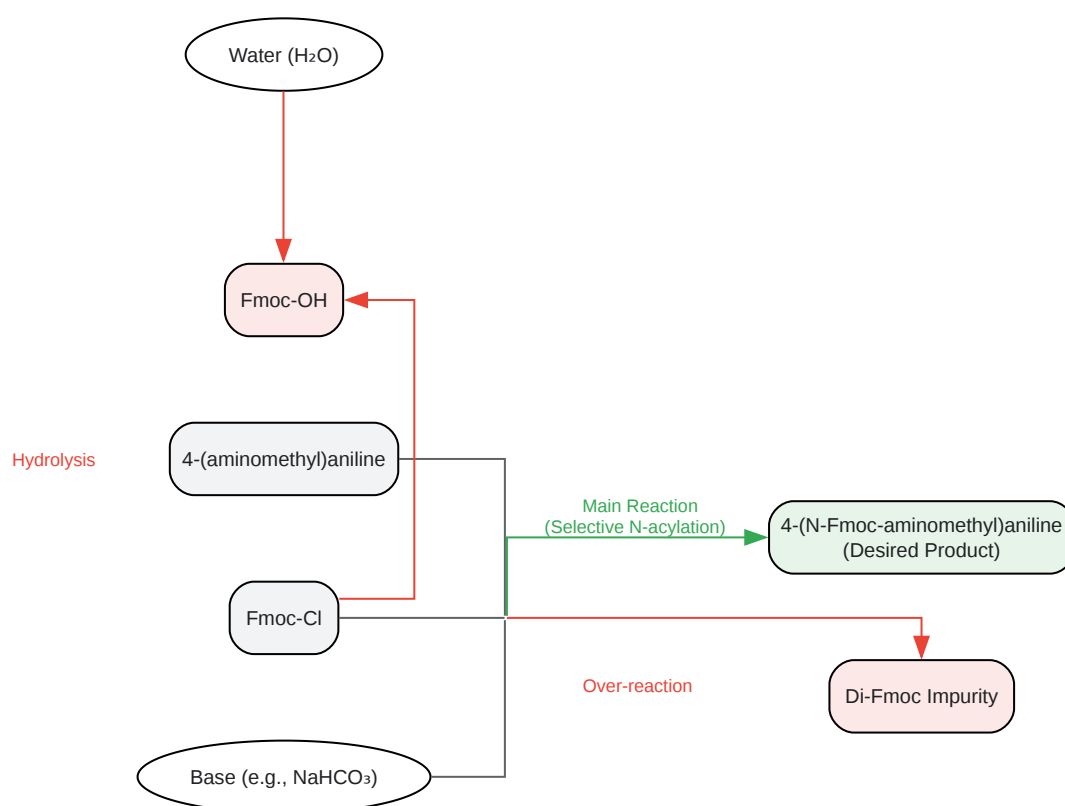 Water (H₂O)
Fmoc-OH
4-(aminomethyl)aniline
Hydrolysis
Main Reaction
(Selective N-acylation)
4-(N-Fmoc-aminomethyl)aniline
(Desired Product)
Fmoc-Cl
Over-reaction
Di-Fmoc Impurity
Base (e.g., NaHCO₃)